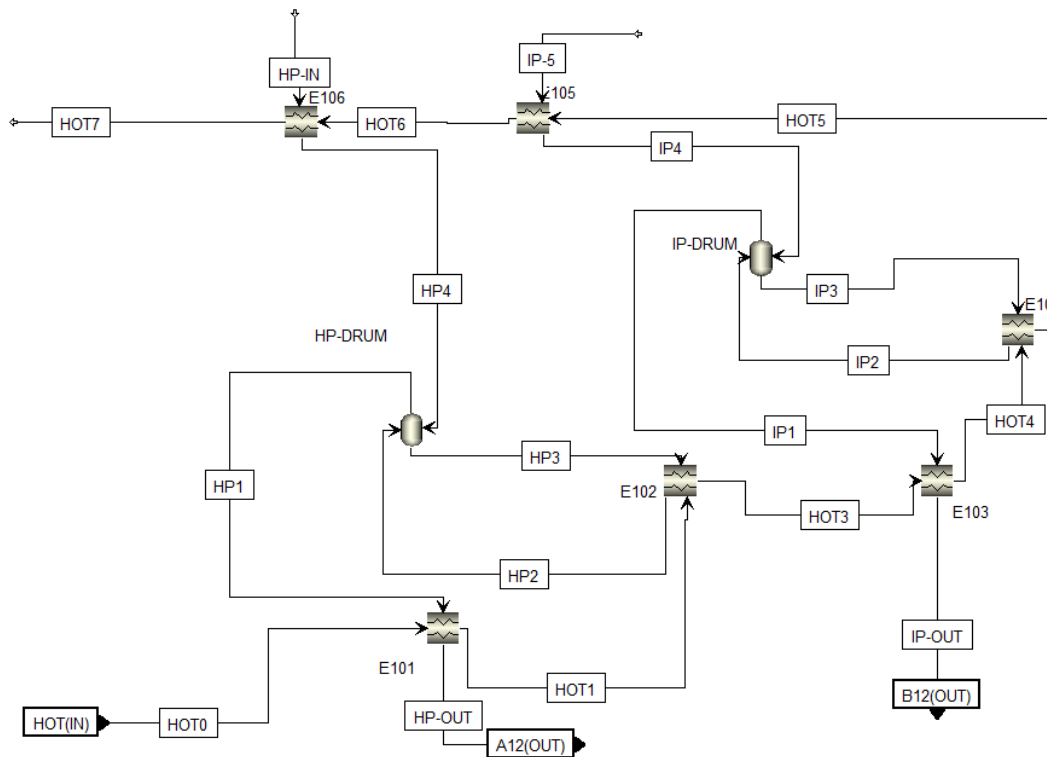 IP-5
HP-IN
E106
105
HOT7
HOT6
HOT5
IP4
IP-DRUM
HP4
IP3
E10
HP-DRUM
IP2
HOT4
IP1
HP3
HP1
E102
HOT3
E103
HP2
IP-OUT
E101
HOT1
B12(OUT)
HOT(IN)
HOT0
HP-OUT
A12(OUT)